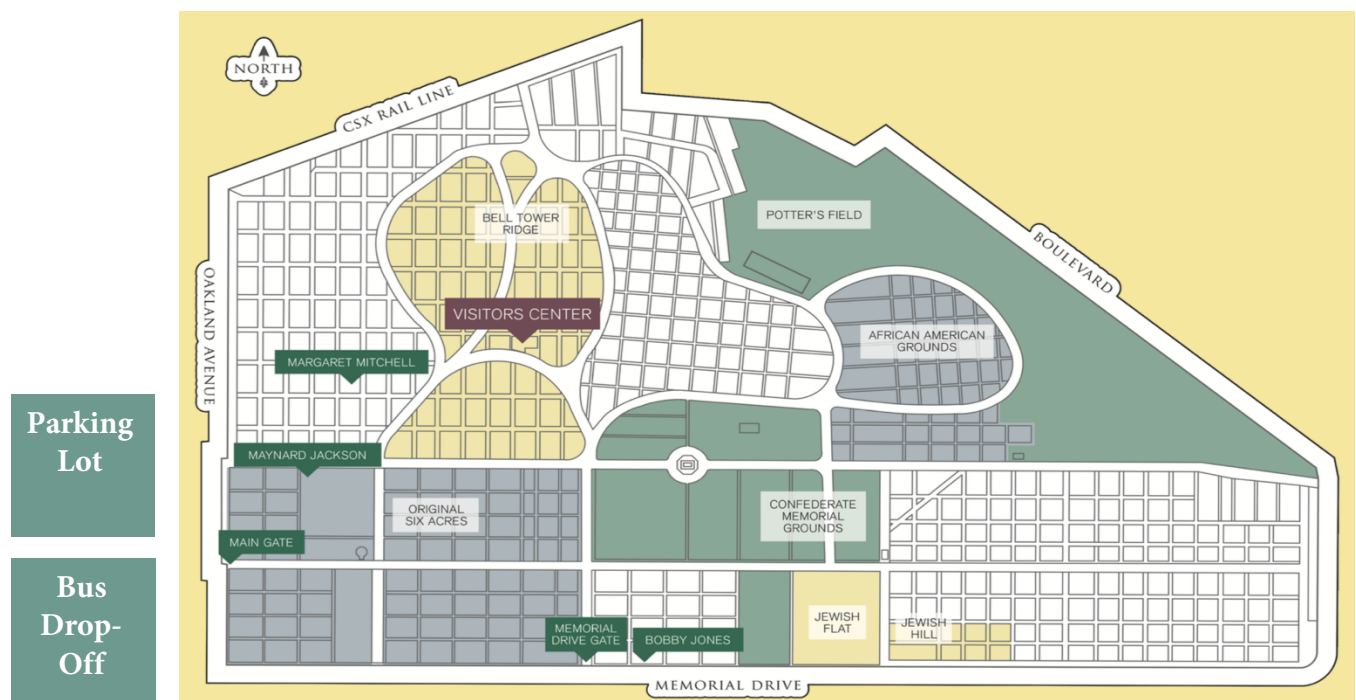 NORTH
CSX RAIL LINE
BELL TOWER
RIDGE
POTTER'S FIELD
BOULEVARD
OAKLAND AVENUE
VISITORS CENTER
AFRICAN AMERICAN
GROUNDS
MARGARET MITCHELL
Parking
Lot
MAYNARD JACKSON
ORIGINAL
SIX ACRES
CONFEDERATE
MEMORIAL
GROUNDS
MAIN GATE
Bus
Drop-
Off
MEMORIAL
DRIVE GATE
BOBBY JONES
JEWISH
FLAT
JEWISH
HILL
MEMORIAL DRIVE